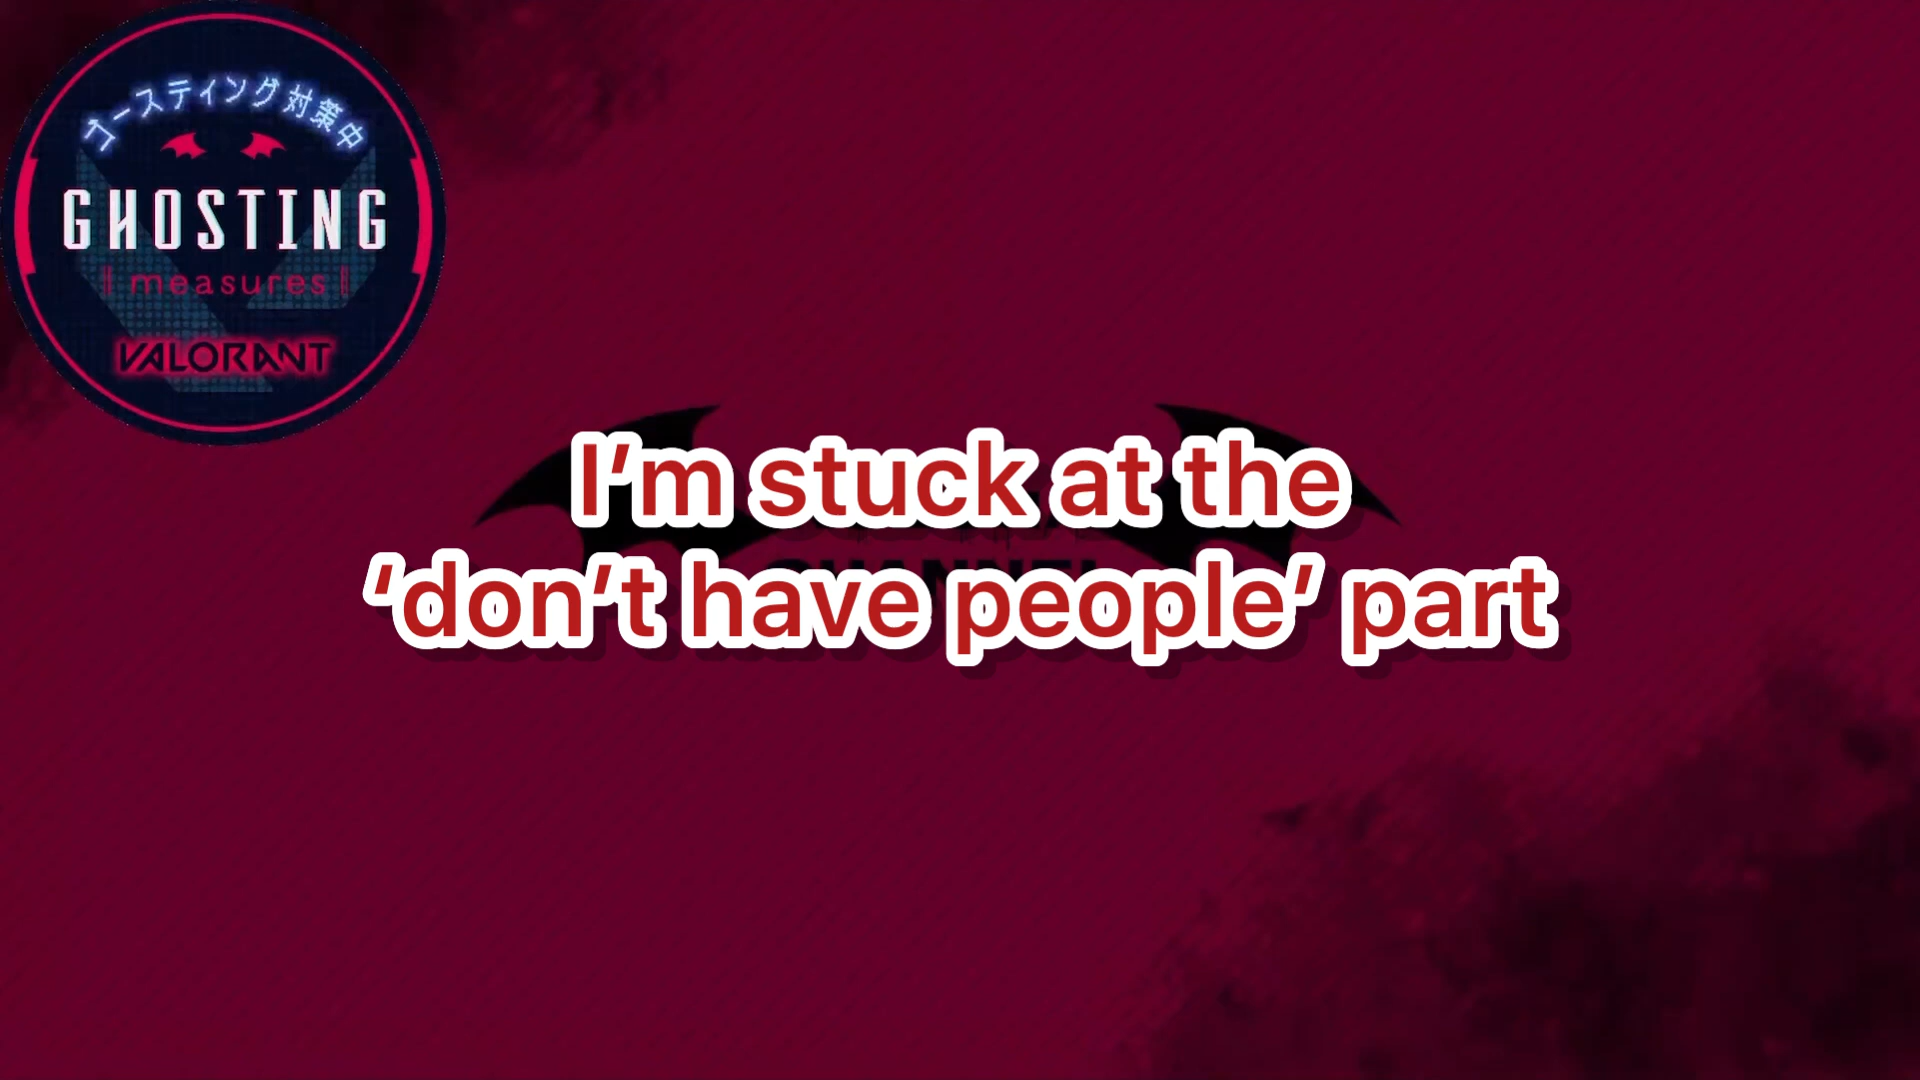 ゴースティング対策中
GHOSTING
measures
VALORANT
I’m stuck at the
‘don’t have people’ part
CHANNEL